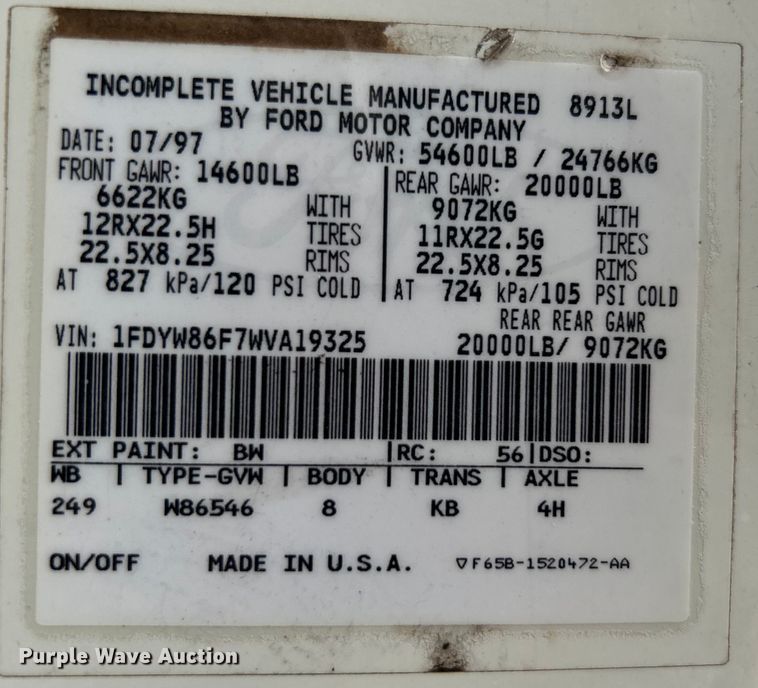 INCOMPLETE VEHICLE MANUFACTURED 8913L
BY FORD MOTOR COMPANY
DATE: 07/97 GVWR: 54600LB / 24766KG
FRONT GAWR: 14600LB REAR GAWR: 20000LB
6622KG WITH 9072KG WITH
12RX22.5H TIRES 11RX22.5G TIRES
22.5X8.25 RIMS 22.5X8.25 RIMS
AT 827 kPa/120 PSI COLD AT 724 kPa/105 PSI COLD
REAR REAR GAWR
VIN: 1FDYW86F7WVA19325 20000LB/ 9072KG
EXT PAINT: BW RC: 56 DSO:
WB TYPE-GVW BODY TRANS AXLE
249 W86546 8 KB 4H
ON/OFF MADE IN U.S.A. ▽F65B-1520472-AA
Purple Wave Auction